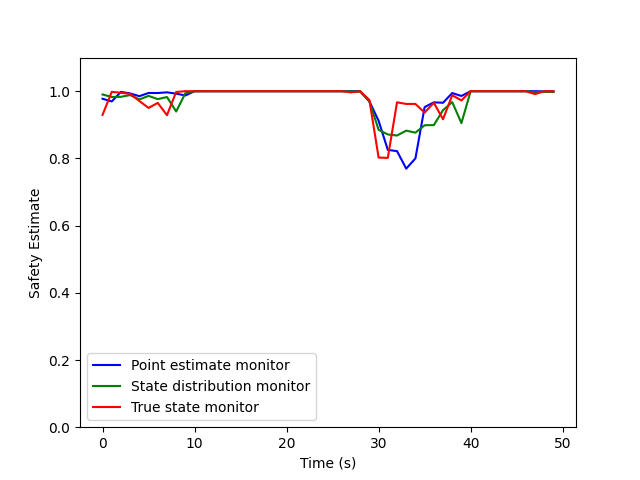 1.0
0.8
0.6
0.4
0.2
0.0
Safety Estimate
Point estimate monitor
State distribution monitor
True state monitor
0 10 20 30 40 50
Time (s)